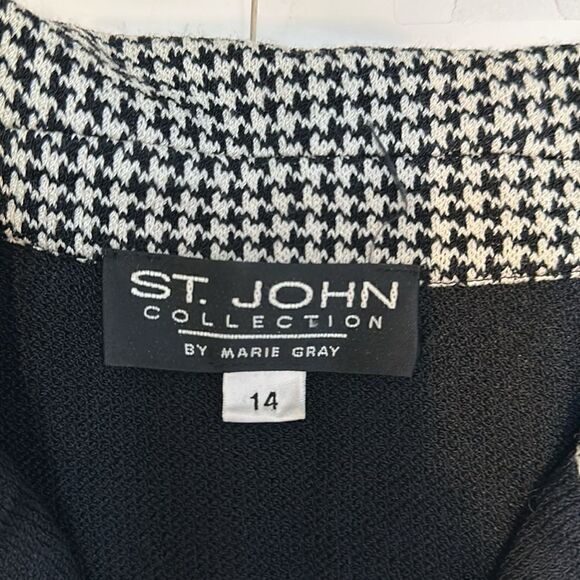 ST. JOHN
COLLECTION
BY MARIE GRAY
14